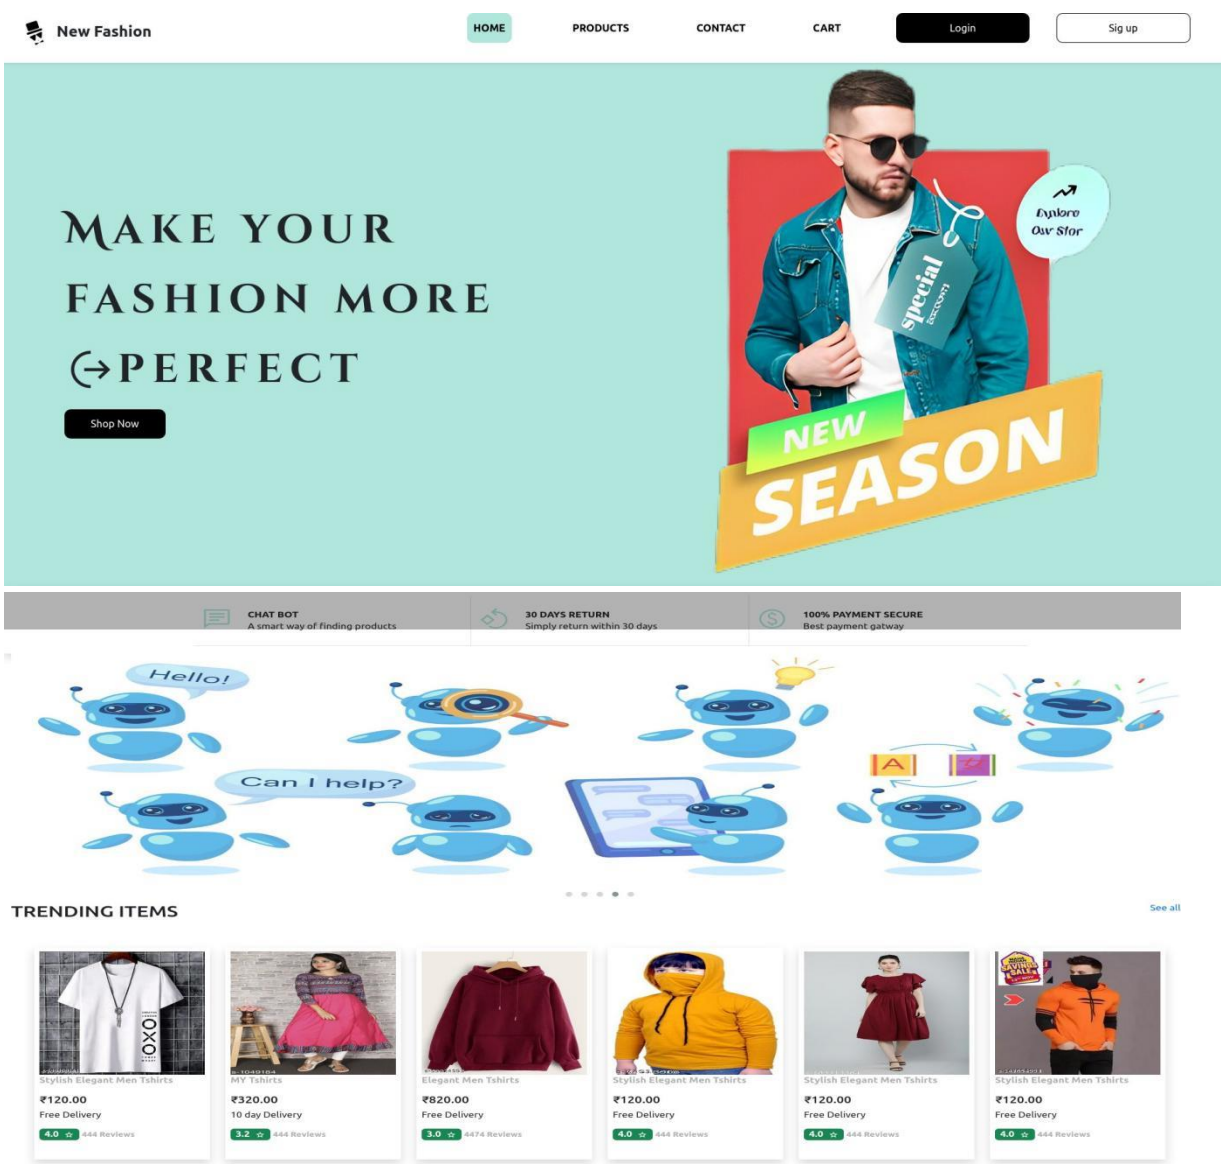 New Fashion
HOME
PRODUCTS
CONTACT
CART
Login
Sig up
MAKE YOUR
FASHION MORE
PERFECT
Shop Now
Explore
Our Stor
special
NEW
SEASON
CHAT BOT
A smart way of finding products
30 DAYS RETURN
Simply return within 30 days
100% PAYMENT SECURE
Best payment gatway
Hello!
Can I help?
A
TRENDING ITEMS
See all
OXO
Stylish Elegant Men Tshirts
₹120.00
Free Delivery
4.0 ☆ 444 Reviews
s-1049184
MY Tshirts
₹320.00
10 day Delivery
3.2 ☆ 444 Reviews
Elegant Men Tshirts
₹820.00
Free Delivery
3.0 ☆ 4474 Reviews
Stylish Elegant Men Tshirts
₹120.00
Free Delivery
4.0 ☆ 444 Reviews
Stylish Elegant Men Tshirts
₹120.00
Free Delivery
4.0 ☆ 444 Reviews
SAVINGS
SALE
Stylish Elegant Men Tshirts
₹120.00
Free Delivery
4.0 ☆ 444 Reviews